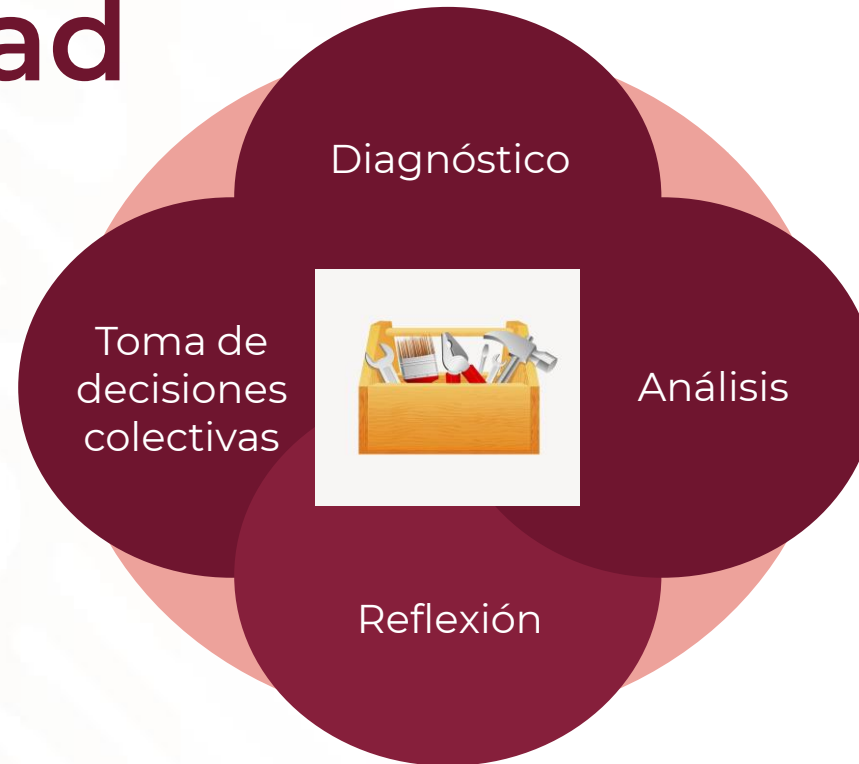 ad
Diagnóstico
Toma de
decisiones
colectivas
Análisis
Reflexión